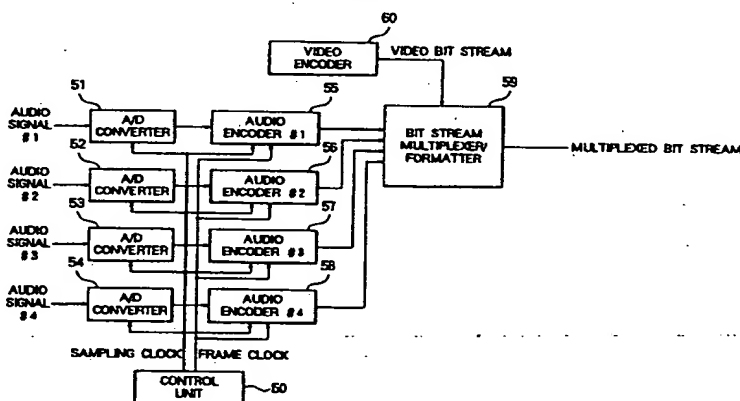 60
VIDEO
ENCODER
VIDEO BIT STREAM
59
51
55
AUDIO
SIGNAL
#1
A/D
CONVERTER
AUDIO
ENCODER #1
BIT STREAM
MULTIPLEXER/
FORMATTER
MULTIPLEXED BIT STREAM
52
56
AUDIO
SIGNAL
#2
A/D
CONVERTER
AUDIO
ENCODER #2
53
57
AUDIO
SIGNAL
#3
A/D
CONVERTER
AUDIO
ENCODER #3
54
58
AUDIO
SIGNAL
#4
A/D
CONVERTER
AUDIO
ENCODER #4
SAMPLING CLOCK
FRAME CLOCK
CONTROL
UNIT
50